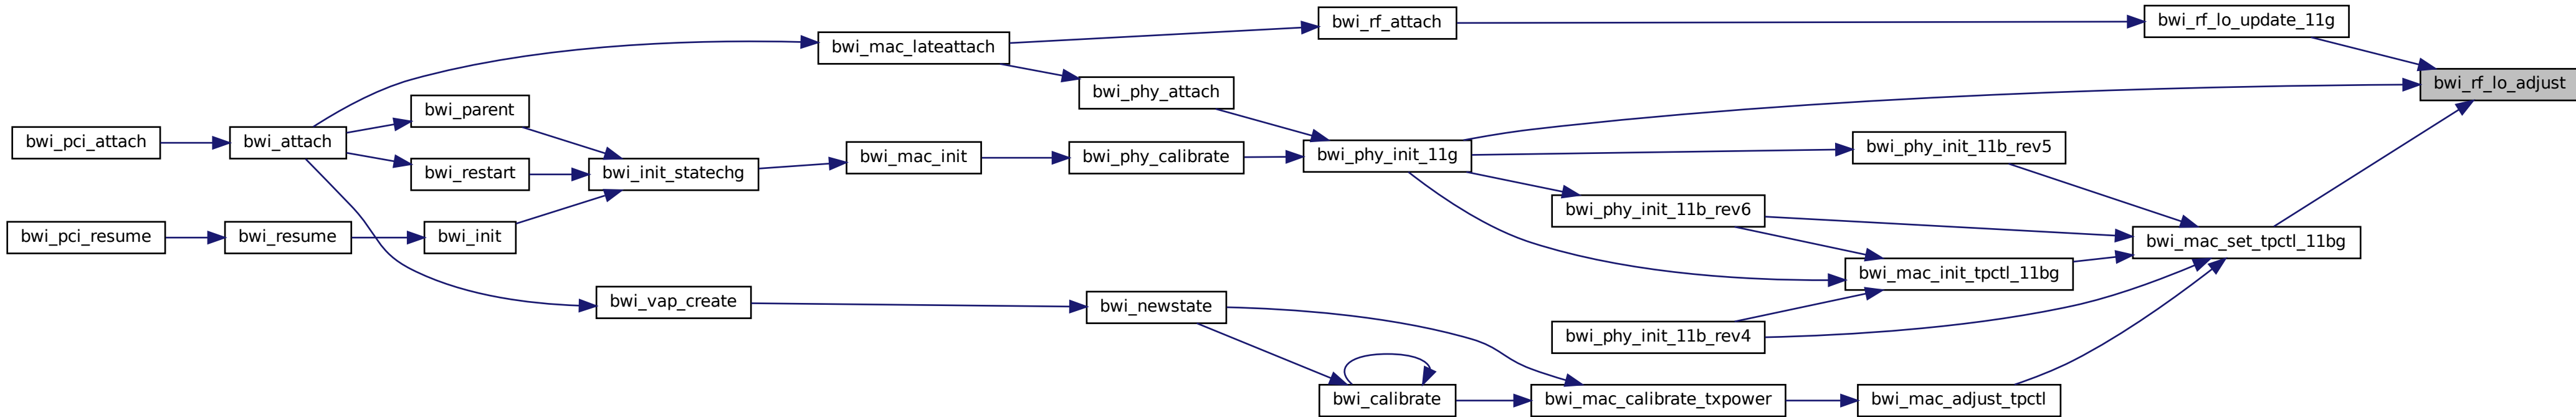 bwi_rf_lo_update_11g
bwi_rf_attach
bwi_mac_lateattach
bwi_rf_lo_adjust
bwi_phy_attach
bwi_parent
bwi_pci_attach
bwi_attach
bwi_phy_init_11b_rev5
bwi_phy_init_11g
bwi_phy_calibrate
bwi_mac_init
bwi_restart
bwi_init_statechg
bwi_phy_init_11b_rev6
bwi_pci_resume
bwi_resume
bwi_init
bwi_mac_set_tpctl_11bg
bwi_mac_init_tpctl_11bg
bwi_vap_create
bwi_newstate
bwi_phy_init_11b_rev4
bwi_calibrate
bwi_mac_calibrate_txpower
bwi_mac_adjust_tpctl